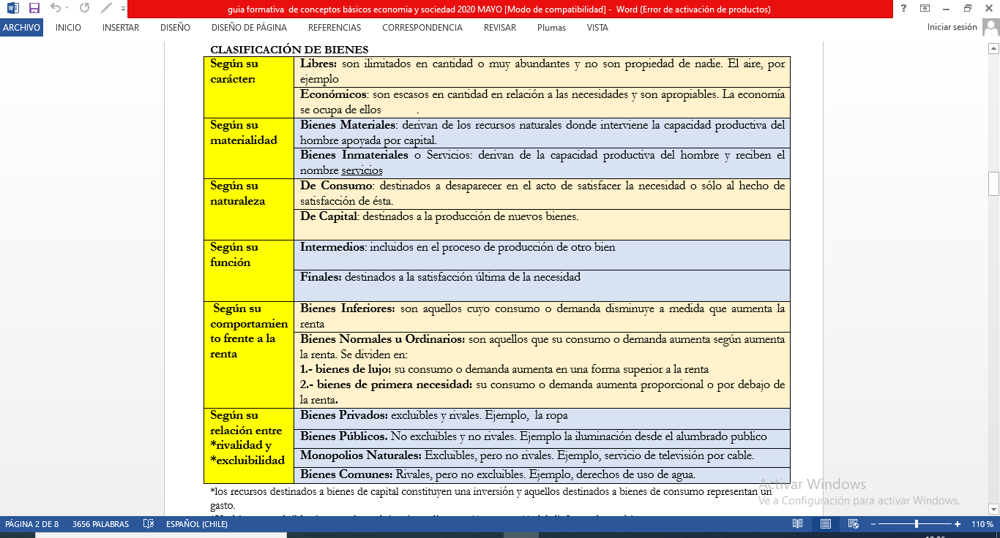 guia formativa de conceptos bàsicos economia y sociedad 2020 MAYO [Modo de compatibilidad] - Word (Error de activación de productos)
ARCHIVO INICIO INSERTAR DISEÑO DISEÑO DE PÁGINA REFERENCIAS CORRESPONDENCIA REVISAR Plumas VISTA Iniciar sesión
CLASIFICACIÓN DE BIENES
Según su
carácter:
Libres: son ilimitados en cantidad o muy abundantes y no son propiedad de nadie. El aire, por
ejemplo
Económicos: son escasos en cantidad en relación a las necesidades y son apropiables. La economía
se ocupa de ellos .
Según su
materialidad
Bienes Materiales: derivan de los recursos naturales donde interviene la capacidad productiva del
hombre apoyada por capital.
Bienes Inmateriales o Servicios: derivan de la capacidad productiva del hombre y reciben el
nombre servicios
Según su
naturaleza
De Consumo: destinados a desaparecer en el acto de satisfacer la necesidad o sólo al hecho de
satisfacción de ésta.
De Capital: destinados a la producción de nuevos bienes.
Según su
función
Intermedios: incluidos en el proceso de producción de otro bien
Finales: destinados a la satisfacción última de la necesidad
Según su
comportamien
to frente a la
renta
Bienes Inferiores: son aquellos cuyo consumo o demanda disminuye a medida que aumenta la
renta
Bienes Normales u Ordinarios: son aquellos que su consumo o demanda aumenta según aumenta
la renta. Se dividen en:
1.- bienes de lujo: su consumo o demanda aumenta en una forma superior a la renta
2.- bienes de primera necesidad: su consumo o demanda aumenta proporcional o por debajo de
la renta.
Según su
relación entre
*rivalidad y
*excluibilidad
Bienes Privados: excluibles y rivales. Ejemplo, la ropa
Bienes Públicos. No excluibles y no rivales. Ejemplo la iluminación desde el alumbrado publico
Monopolios Naturales: Excluibles, pero no rivales. Ejemplo, servicio de televisión por cable.
Bienes Comunes: Rivales, pero no excluibles. Ejemplo, derechos de uso de agua.
*los recursos destinados a bienes de capital constituyen una inversión y aquellos destinados a bienes de consumo representan un
gasto.
Activar Windows
Ve a Configuración para activar Windows.
PÁGINA 2 DE 8 3656 PALABRAS ESPAÑOL (CHILE) 110 %